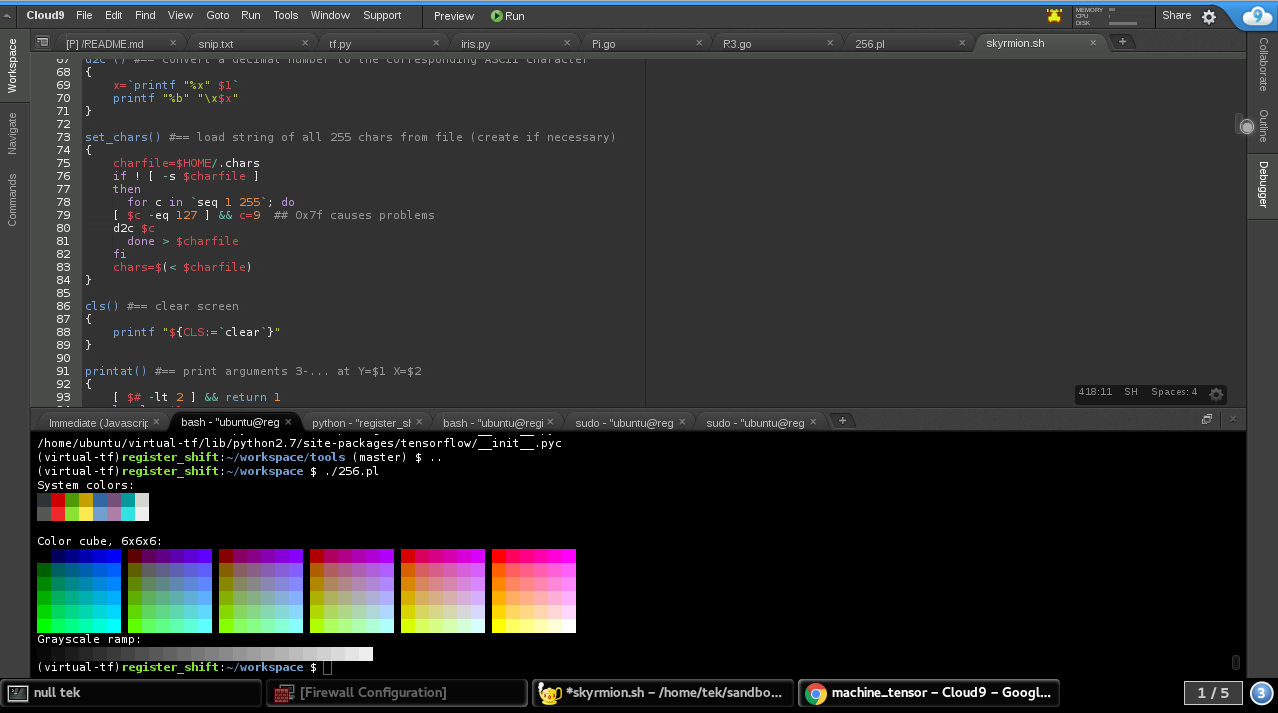 Cloud9 File Edit Find View Goto Run Tools Window Support Preview Run MEMORY CPU DISK Share
Workspace
Navigate
Commands
[P] /README.md snip.txt tf.py iris.py Pi.go R3.go 256.pl skyrmion.sh
Collaborate
Outline
Debugger
67 d2c () #== convert a decimal number to the corresponding ASCII character
68 {
69 x=`printf "%x" $1`
70 printf "%b" "\x$x"
71 }
72
73 set_chars() #== load string of all 255 chars from file (create if necessary)
74 {
75 charfile=$HOME/.chars
76 if ! [ -s $charfile ]
77 then
78 for c in `seq 1 255`; do
79 [ $c -eq 127 ] && c=9 ## 0x7f causes problems
80 d2c $c
81 done > $charfile
82 fi
83 chars=$(< $charfile)
84 }
85
86 cls() #== clear screen
87 {
88 printf "${CLS:=`clear`}"
89 }
90
91 printat() #== print arguments 3-... at Y=$1 X=$2
92 {
93 [ $# -lt 2 ] && return 1
418:11 SH Spaces: 4
Immediate (Javascrip bash - "ubuntu@reg python - "register_sh bash - "ubuntu@regi sudo - "ubuntu@reg sudo - "ubuntu@reg
/home/ubuntu/virtual-tf/lib/python2.7/site-packages/tensorflow/__init__.pyc
(virtual-tf)register_shift:~/workspace/tools (master) $ ..
(virtual-tf)register_shift:~/workspace $ ./256.pl
System colors:
Color cube, 6x6x6:
Grayscale ramp:
(virtual-tf)register_shift:~/workspace $
null tek [Firewall Configuration] *skyrmion.sh – /home/tek/sandbo... machine_tensor – Cloud9 – Googl... 1 / 5 3